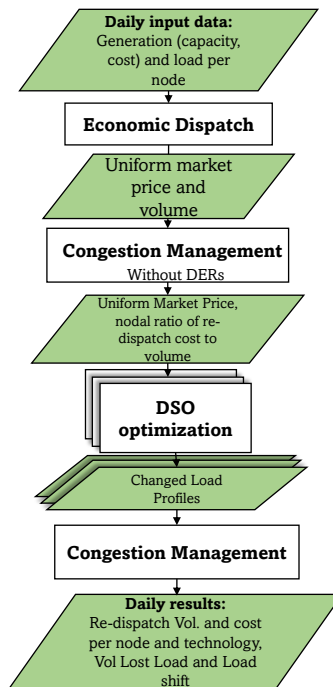 Daily input data:
Generation (capacity,
cost) and load per
node
Economic Dispatch
Uniform market
price and
volume
Congestion Management
Without DERs
Uniform Market Price,
nodal ratio of re-
dispatch cost to
volume
DSO
optimization
Changed Load
Profiles
Congestion Management
Daily results:
Re-dispatch Vol. and cost
per node and technology,
Vol Lost Load and Load
shift